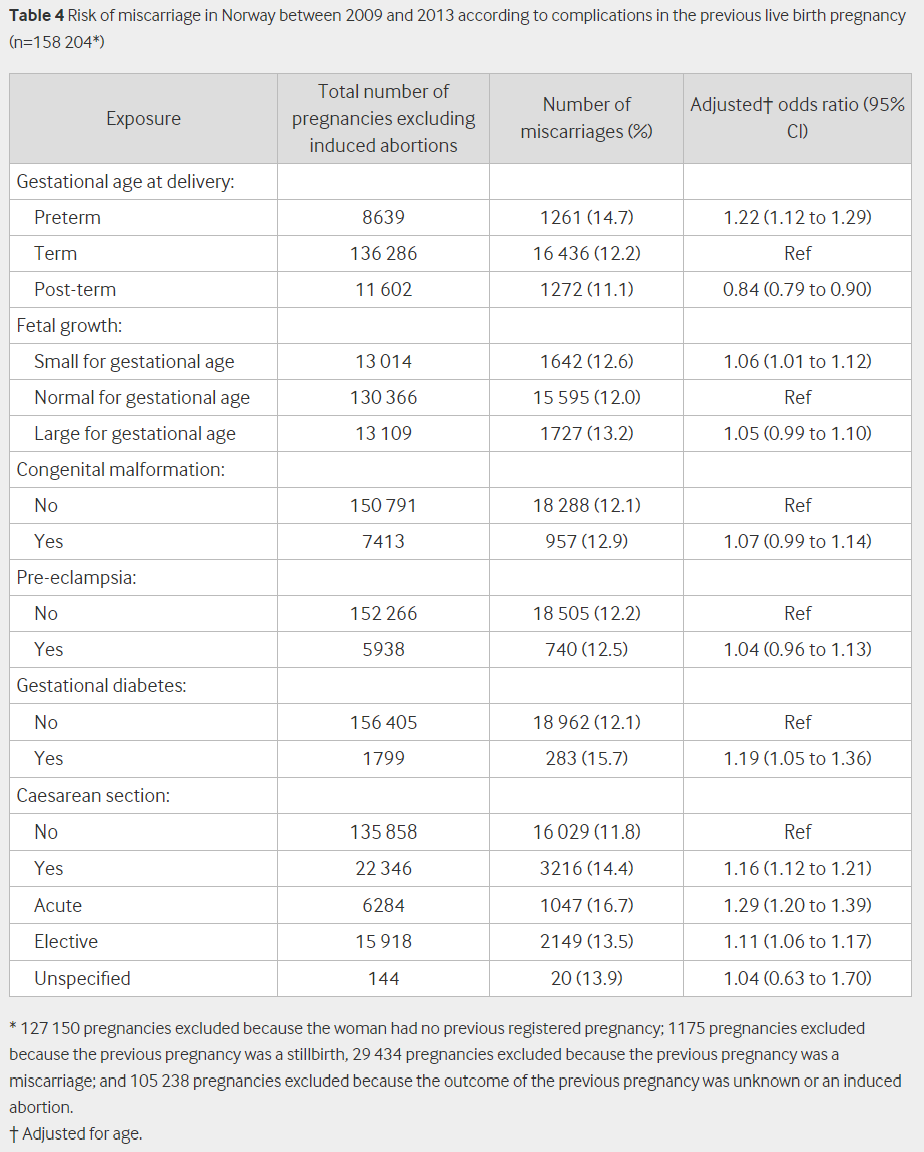 Table 4 Risk of miscarriage in Norway between 2009 and 2013 according to complications in the previous live birth pregnancy
(n=158 204*)
Exposure
Total number of
pregnancies excluding
induced abortions
Number of
miscarriages (%)
Adjusted† odds ratio (95%
CI)
Gestational age at delivery:
Preterm 8639 1261 (14.7) 1.22 (1.12 to 1.29)
Term 136 286 16 436 (12.2) Ref
Post-term 11 602 1272 (11.1) 0.84 (0.79 to 0.90)
Fetal growth:
Small for gestational age 13 014 1642 (12.6) 1.06 (1.01 to 1.12)
Normal for gestational age 130 366 15 595 (12.0) Ref
Large for gestational age 13 109 1727 (13.2) 1.05 (0.99 to 1.10)
Congenital malformation:
No 150 791 18 288 (12.1) Ref
Yes 7413 957 (12.9) 1.07 (0.99 to 1.14)
Pre-eclampsia:
No 152 266 18 505 (12.2) Ref
Yes 5938 740 (12.5) 1.04 (0.96 to 1.13)
Gestational diabetes:
No 156 405 18 962 (12.1) Ref
Yes 1799 283 (15.7) 1.19 (1.05 to 1.36)
Caesarean section:
No 135 858 16 029 (11.8) Ref
Yes 22 346 3216 (14.4) 1.16 (1.12 to 1.21)
Acute 6284 1047 (16.7) 1.29 (1.20 to 1.39)
Elective 15 918 2149 (13.5) 1.11 (1.06 to 1.17)
Unspecified 144 20 (13.9) 1.04 (0.63 to 1.70)
* 127 150 pregnancies excluded because the woman had no previous registered pregnancy; 1175 pregnancies excluded
because the previous pregnancy was a stillbirth, 29 434 pregnancies excluded because the previous pregnancy was a
miscarriage; and 105 238 pregnancies excluded because the outcome of the previous pregnancy was unknown or an induced
abortion.
† Adjusted for age.